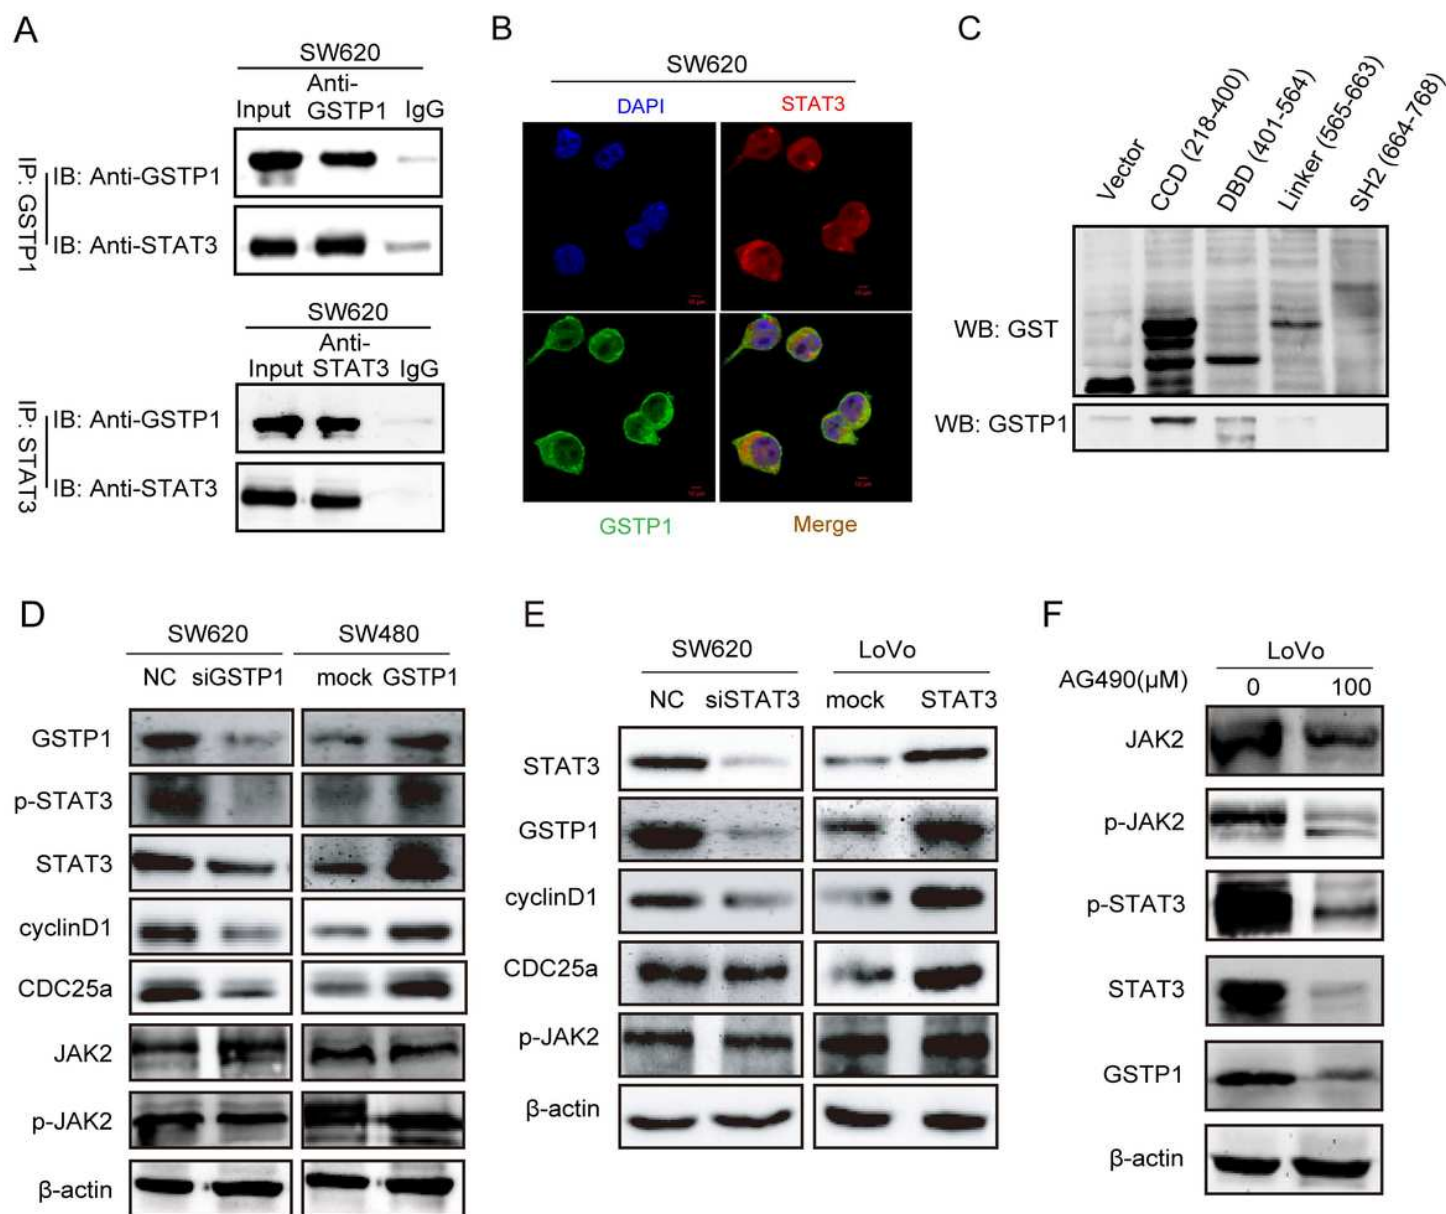 A
SW620
Input Anti-GSTP1 IgG
IP: GSTP1
IB: Anti-GSTP1
IB: Anti-STAT3
SW620
Input Anti-STAT3 IgG
IP: STAT3
IB: Anti-GSTP1
IB: Anti-STAT3
B
SW620
DAPI STAT3
GSTP1 Merge
C
Vector
CCD (218-400)
DBD (401-564)
Linker (565-663)
SH2 (664-768)
WB: GST
WB: GSTP1
D
SW620 SW480
NC siGSTP1 mock GSTP1
GSTP1
p-STAT3
STAT3
cyclinD1
CDC25a
JAK2
p-JAK2
β-actin
E
SW620 LoVo
NC siSTAT3 mock STAT3
STAT3
GSTP1
cyclinD1
CDC25a
p-JAK2
β-actin
F
LoVo
AG490(μM) 0 100
JAK2
p-JAK2
p-STAT3
STAT3
GSTP1
β-actin